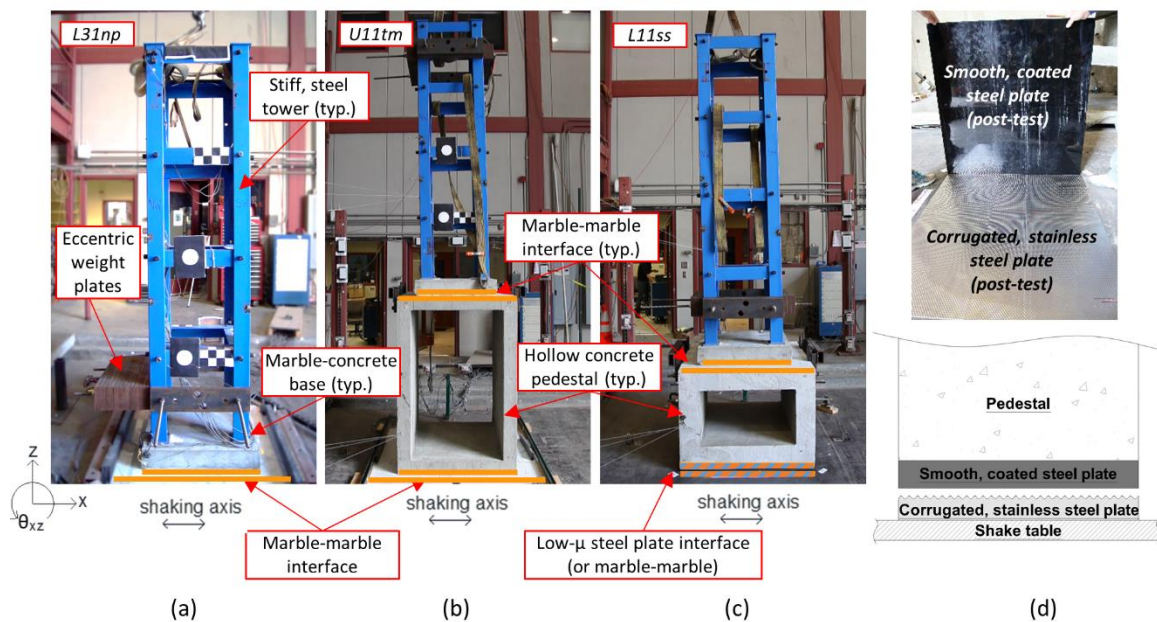 L31np
U11tm
L11ss
Stiff, steel
tower (typ.)
Smooth, coated
steel plate
(post-test)
Eccentric
weight
plates
Marble-marble
interface (typ.)
Corrugated, stainless
steel plate
(post-test)
Marble-concrete
base (typ.)
Hollow concrete
pedestal (typ.)
Pedestal
Smooth, coated steel plate
Corrugated, stainless steel plate
Shake table
z
x
θxz
shaking axis
shaking axis
shaking axis
Marble-marble
interface
Low-μ steel plate interface
(or marble-marble)
(a)
(b)
(c)
(d)